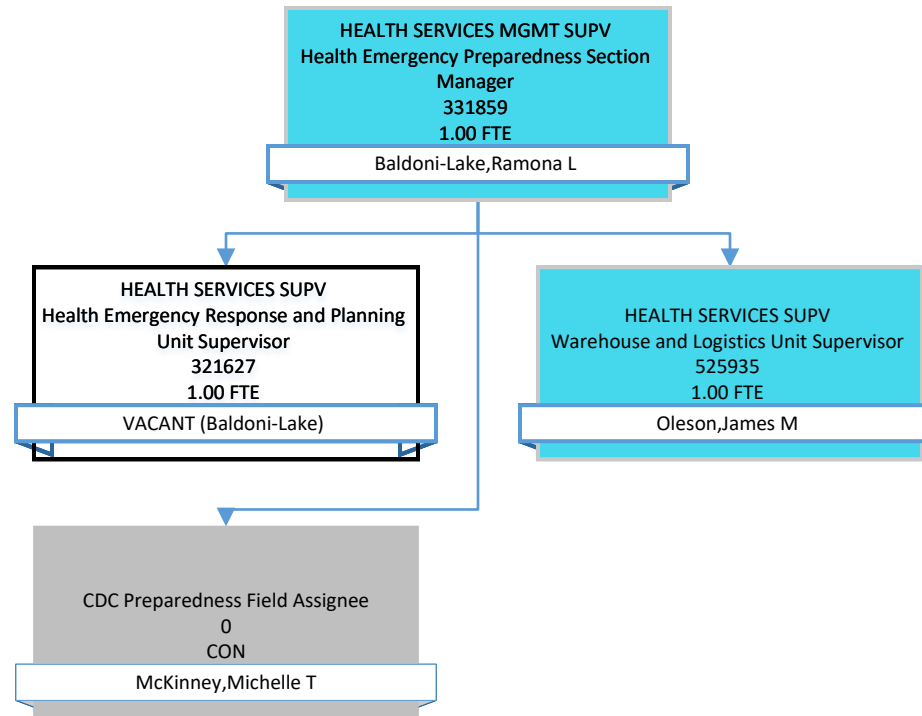 HEALTH SERVICES MGMT SUPV
Health Emergency Preparedness Section
Manager
331859
1.00 FTE
Baldoni-Lake,Ramona L
HEALTH SERVICES SUPV
Health Emergency Response and Planning
Unit Supervisor
321627
1.00 FTE
VACANT (Baldoni-Lake)
HEALTH SERVICES SUPV
Warehouse and Logistics Unit Supervisor
525935
1.00 FTE
Oleson,James M
CDC Preparedness Field Assignee
0
CON
McKinney,Michelle T